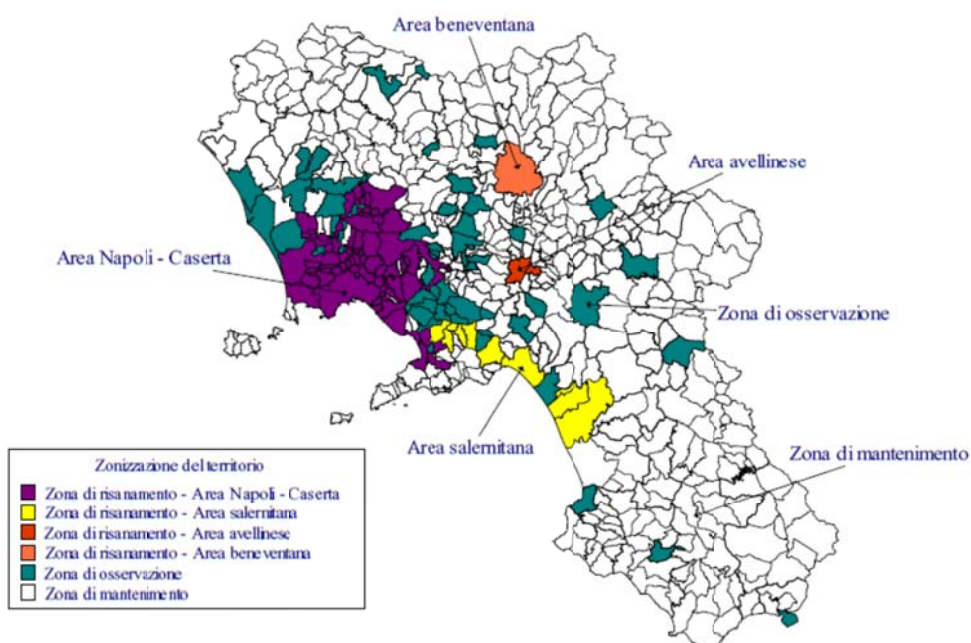 Area beneventana
Area avellinese
Area Napoli - Caserta
Zona di osservazione
Area salernitana
Zona di mantenimento
Zonizzazione del territorio
Zona di risanamento - Area Napoli - Caserta
Zona di risanamento - Area salernitana
Zona di risanamento - Area avellinese
Zona di risanamento - Area beneventana
Zona di osservazione
Zona di mantenimento